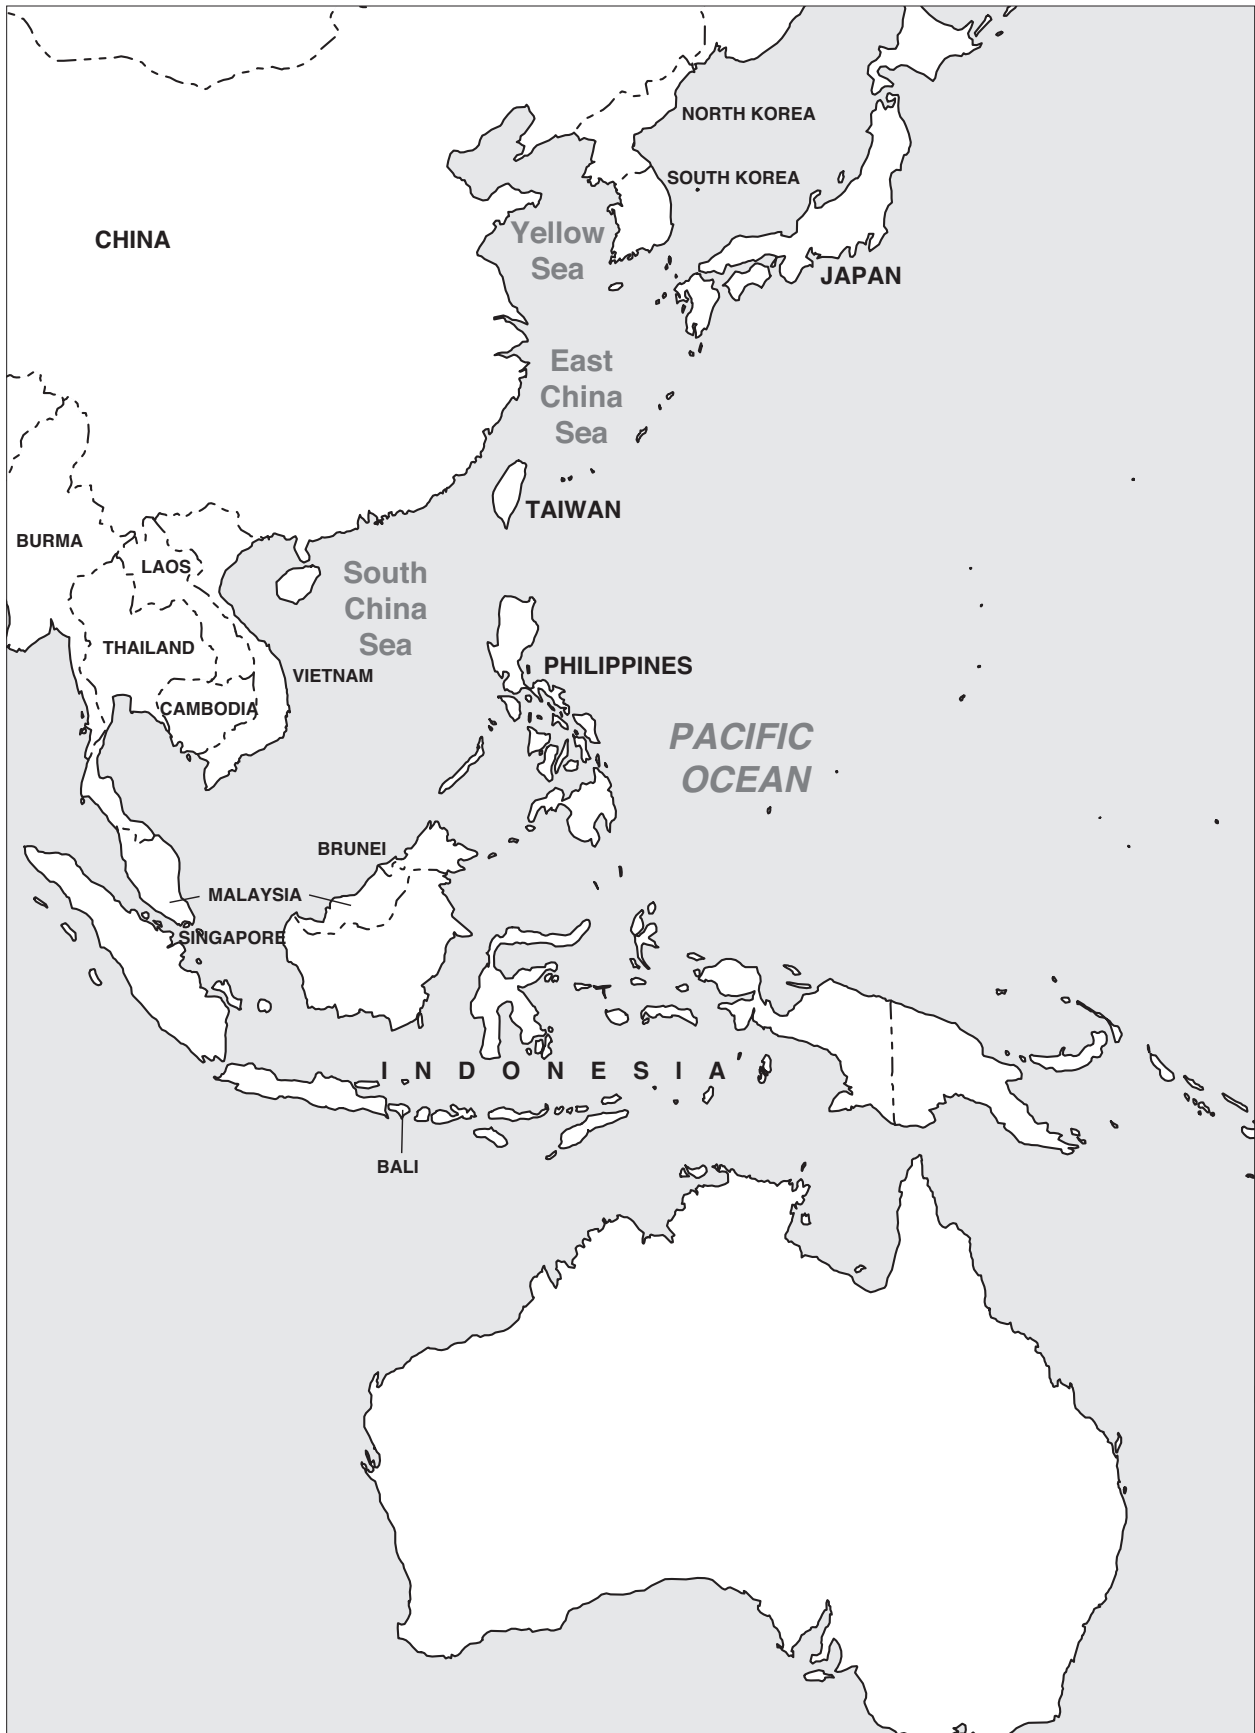 NORTH KOREA
SOUTH KOREA
CHINA
Yellow
Sea
JAPAN
East
China
Sea
TAIWAN
BURMA
LAOS
South
China
Sea
THAILAND
PHILIPPINES
VIETNAM
CAMBODIA
PACIFIC
OCEAN
BRUNEI
MALAYSIA
SINGAPORE
INDONESIA
BALI